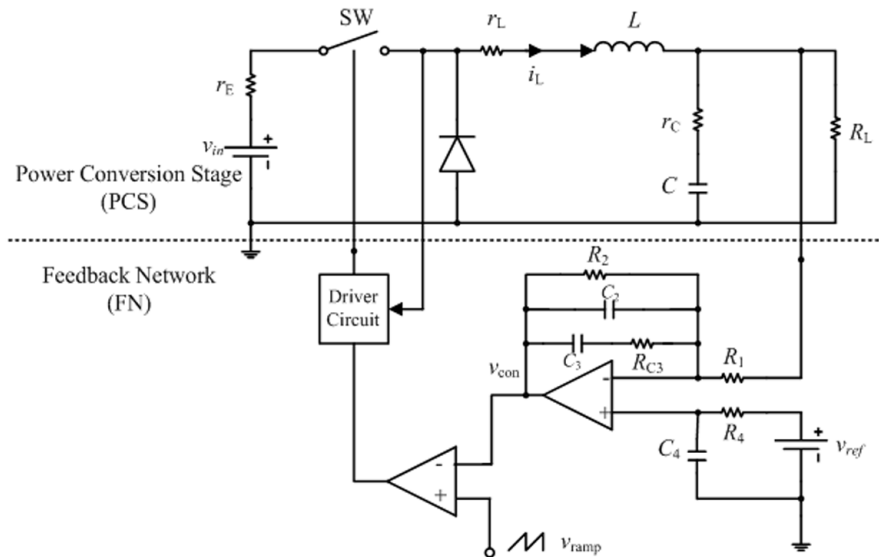 SW
r_L
L
i_L
r_E
v_in
+
-
r_C
R_L
C
Power Conversion Stage
(PCS)
Feedback Network
(FN)
R_2
Driver
Circuit
C_2
C_3
R_C3
R_1
v_con
-
+
R_4
C_4
+
-
v_ref
-
+
v_ramp